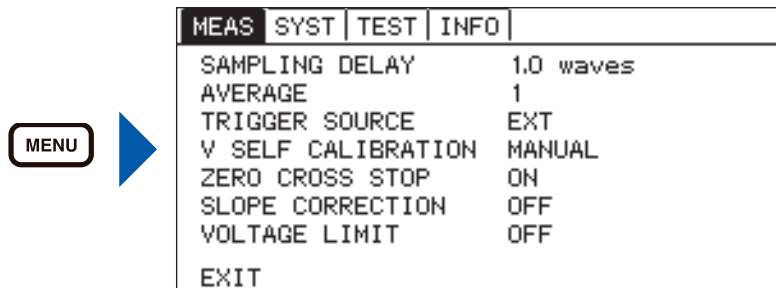 MEAS SYST TEST INFO
SAMPLING DELAY 1.0 waves
AVERAGE 1
TRIGGER SOURCE EXT
MENU
V SELF CALIBRATION MANUAL
ZERO CROSS STOP ON
SLOPE CORRECTION OFF
VOLTAGE LIMIT OFF
EXIT